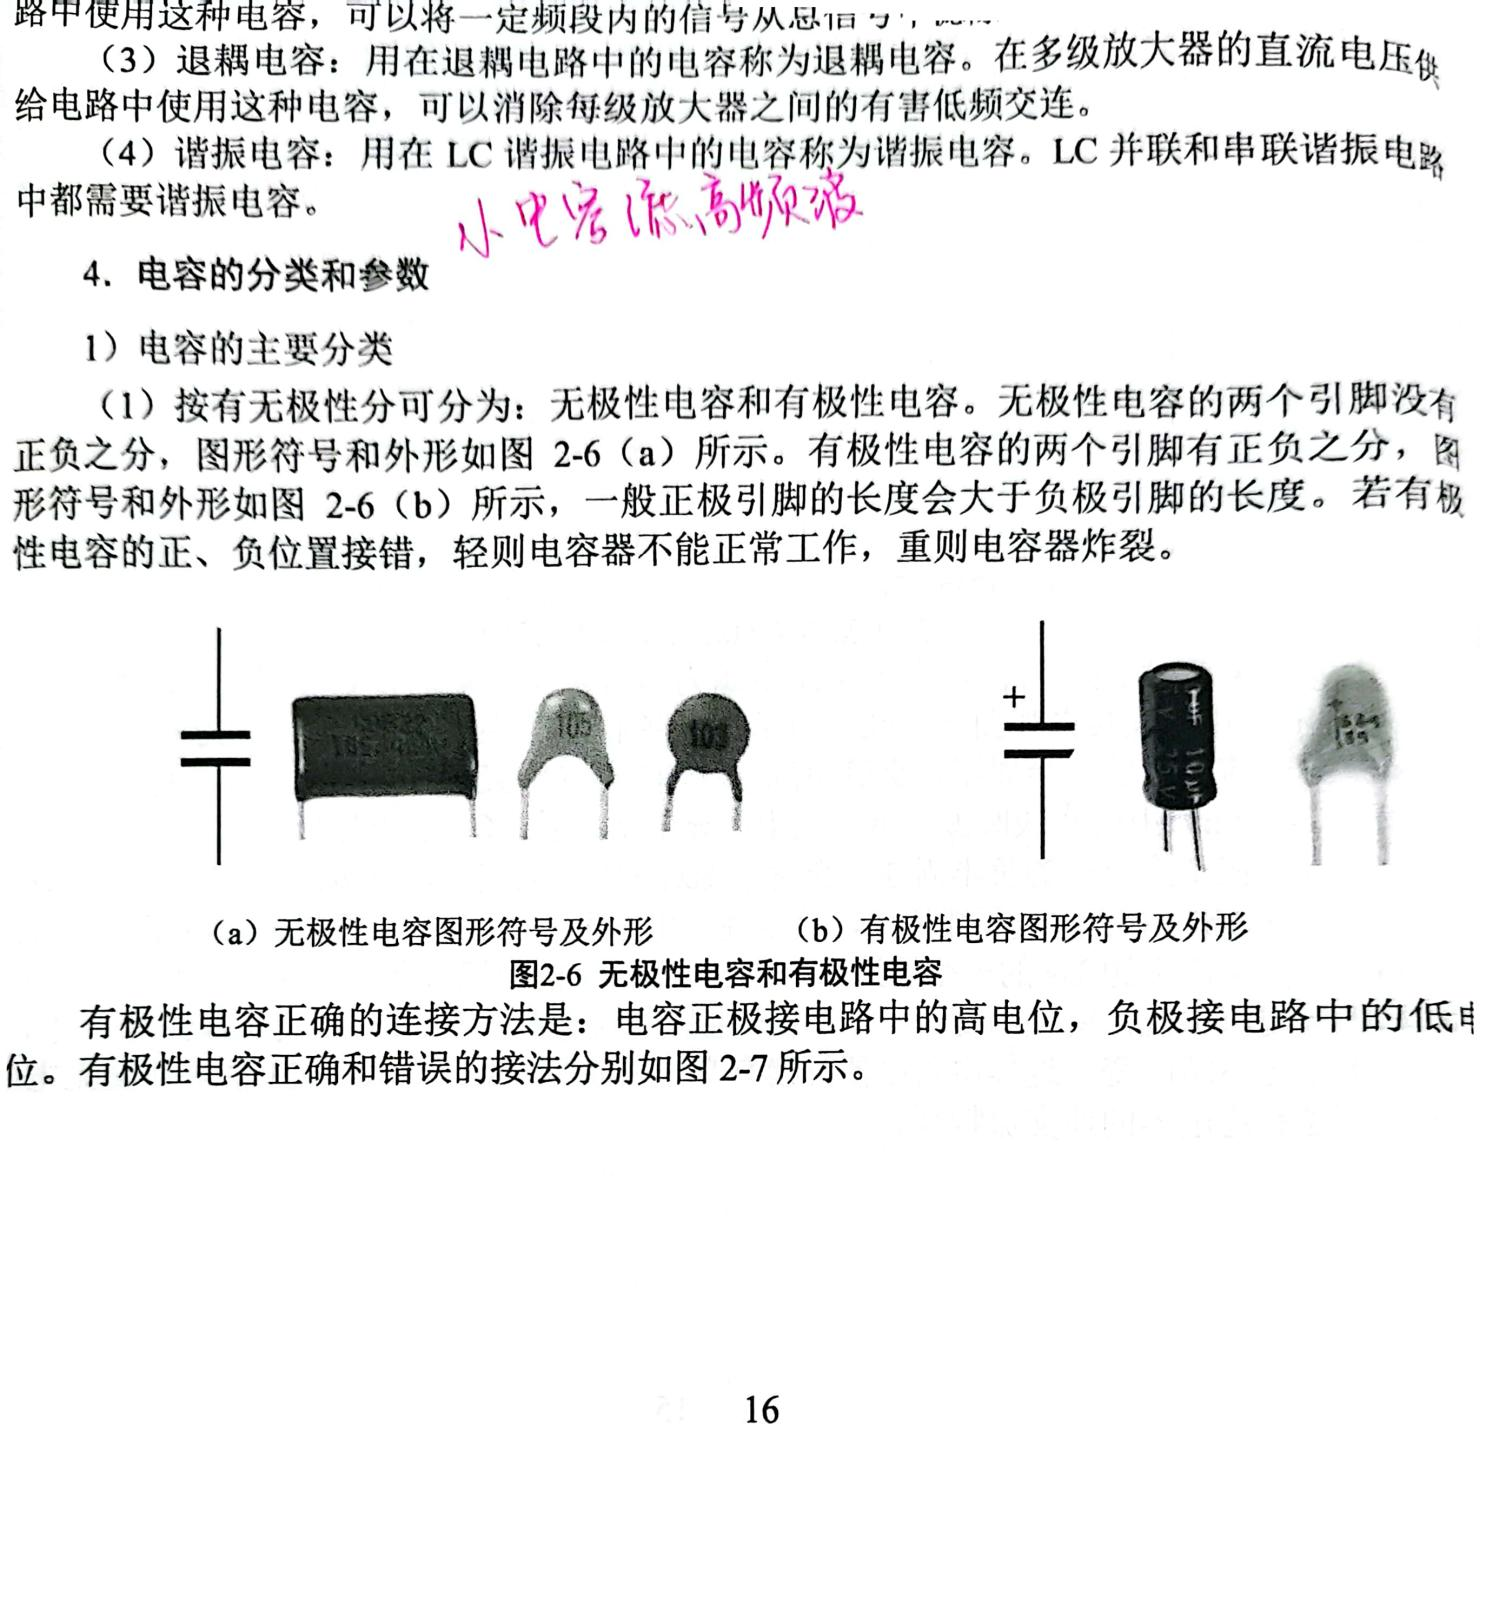 路中使用这种电容，可以将一定频段内的信号从总信号中
（3）退耦电容：用在退耦电路中的电容称为退耦电容。在多级放大器的直流电压供
给电路中使用这种电容，可以消除每级放大器之间的有害低频交连。
（4）谐振电容：用在 LC 谐振电路中的电容称为谐振电容。LC 并联和串联谐振电路
中都需要谐振电容。
小电容滤高频波
4．电容的分类和参数
1）电容的主要分类
（1）按有无极性分可分为：无极性电容和有极性电容。无极性电容的两个引脚没有
正负之分，图形符号和外形如图 2-6（a）所示。有极性电容的两个引脚有正负之分，图
形符号和外形如图 2-6（b）所示，一般正极引脚的长度会大于负极引脚的长度。若有极
性电容的正、负位置接错，轻则电容器不能正常工作，重则电容器炸裂。
105
103
+
10μ
35V
（a）无极性电容图形符号及外形
（b）有极性电容图形符号及外形
图2-6 无极性电容和有极性电容
有极性电容正确的连接方法是：电容正极接电路中的高电位，负极接电路中的低电
位。有极性电容正确和错误的接法分别如图 2-7 所示。
16